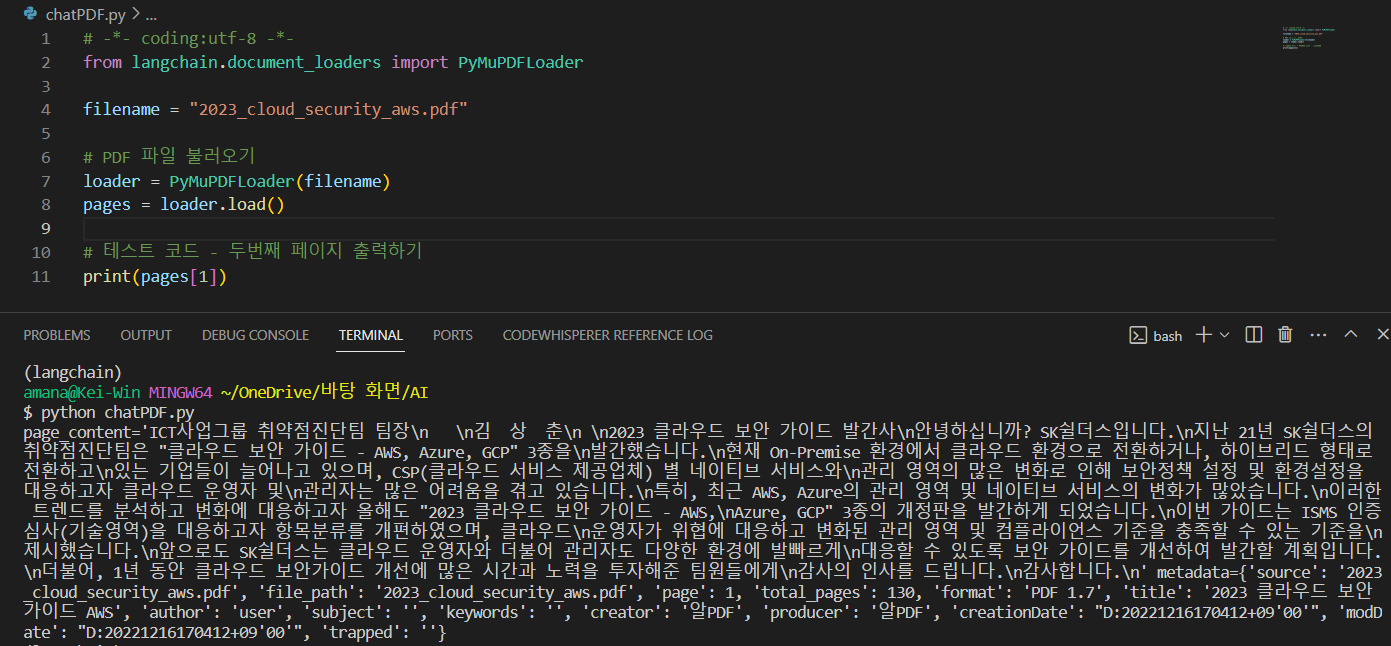 chatPDF.py > ...
1 # -*- coding:utf-8 -*-
2 from langchain.document_loaders import PyMuPDFLoader
3
4 filename = "2023_cloud_security_aws.pdf"
5
6 # PDF 파일 불러오기
7 loader = PyMuPDFLoader(filename)
8 pages = loader.load()
9
10 # 테스트 코드 - 두번째 페이지 출력하기
11 print(pages[1])
PROBLEMS OUTPUT DEBUG CONSOLE TERMINAL PORTS CODEWHISPERER REFERENCE LOG bash
(langchain)
amana@Kei-Win MINGW64 ~/OneDrive/바탕 화면/AI
$ python chatPDF.py
page_content='ICT사업그룹 취약점진단팀 팀장\n   \n김  상  춘\n \n2023 클라우드 보안 가이드 발간사\n안녕하십니까? SK쉴더스입니다.\n지난 21년 SK쉴더스의
취약점진단팀은 "클라우드 보안 가이드 - AWS, Azure, GCP" 3종을\n발간했습니다.\n현재 On-Premise 환경에서 클라우드 환경으로 전환하거나, 하이브리드 형태로
전환하고\n있는 기업들이 늘어나고 있으며, CSP(클라우드 서비스 제공업체) 별 네이티브 서비스와\n관리 영역의 많은 변화로 인해 보안정책 설정 및 환경설정을
대응하고자 클라우드 운영자 및\n관리자는 많은 어려움을 겪고 있습니다.\n특히, 최근 AWS, Azure의 관리 영역 및 네이티브 서비스의 변화가 많았습니다.\n이러한
트렌드를 분석하고 변화에 대응하고자 올해도 "2023 클라우드 보안 가이드 - AWS,\nAzure, GCP" 3종의 개정판을 발간하게 되었습니다.\n이번 가이드는 ISMS 인증
심사(기술영역)을 대응하고자 항목분류를 개편하였으며, 클라우드\n운영자가 위협에 대응하고 변화된 관리 영역 및 컴플라이언스 기준을 충족할 수 있는 기준을\n
제시했습니다.\n앞으로도 SK쉴더스는 클라우드 운영자와 더불어 관리자도 다양한 환경에 발빠르게\n대응할 수 있도록 보안 가이드를 개선하여 발간할 계획입니다.
\n더불어, 1년 동안 클라우드 보안가이드 개선에 많은 시간과 노력을 투자해준 팀원들에게\n감사의 인사를 드립니다.\n감사합니다.\n' metadata={'source': '2023
_cloud_security_aws.pdf', 'file_path': '2023_cloud_security_aws.pdf', 'page': 1, 'total_pages': 130, 'format': 'PDF 1.7', 'title': '2023 클라우드 보안
가이드 AWS', 'author': 'user', 'subject': '', 'keywords': '', 'creator': '알PDF', 'producer': '알PDF', 'creationDate': "D:20221216170412+09'00'", 'modD
ate': "D:20221216170412+09'00'", 'trapped': ''}